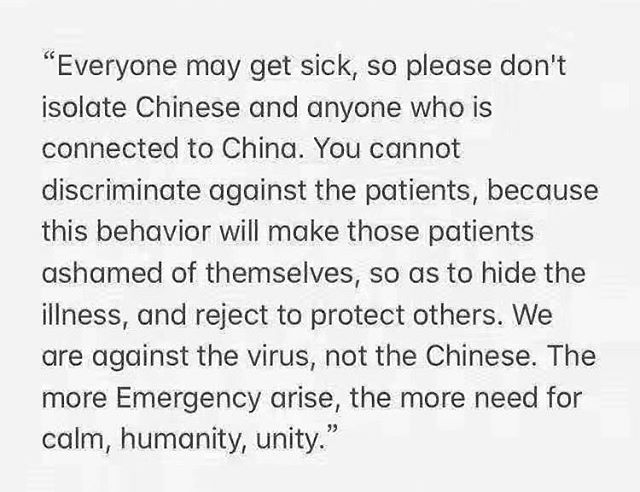 “Everyone may get sick, so please don't
isolate Chinese and anyone who is
connected to China. You cannot
discriminate against the patients, because
this behavior will make those patients
ashamed of themselves, so as to hide the
illness, and reject to protect others. We
are against the virus, not the Chinese. The
more Emergency arise, the more need for
calm, humanity, unity.”